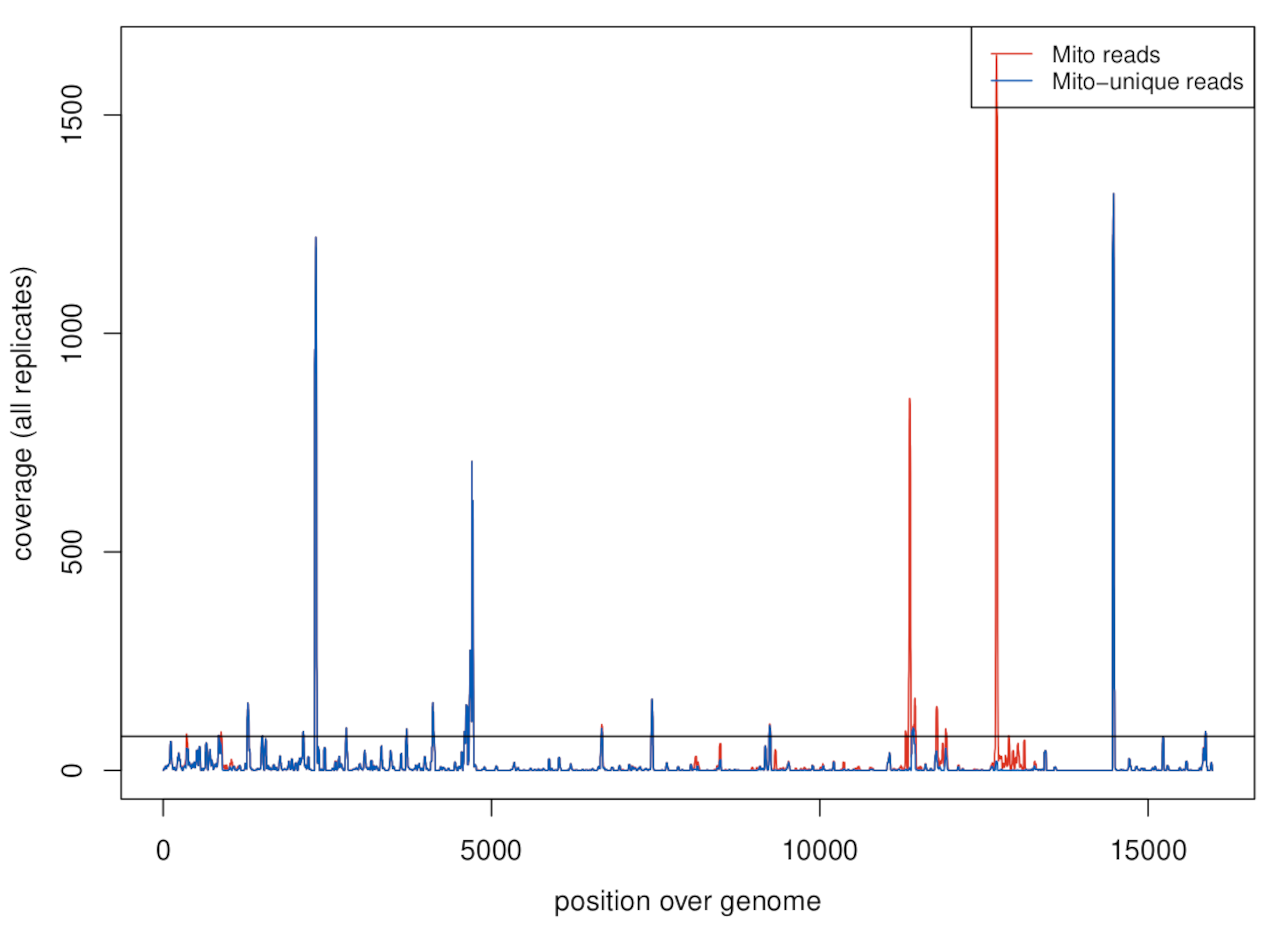 Mito reads
Mito−unique reads
1500
1000
500
0
coverage (all replicates)
0 5000 10000 15000
position over genome